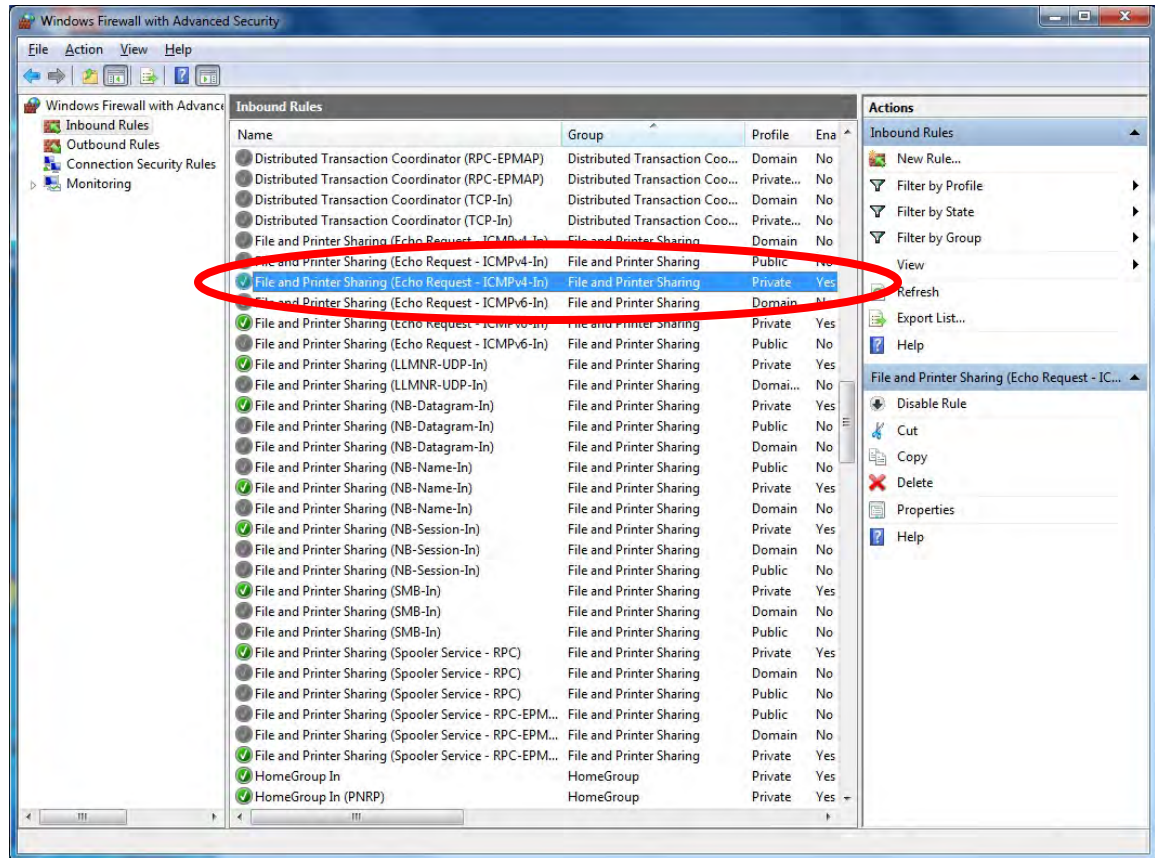 Windows Firewall with Advanced Security
File Action View Help
Windows Firewall with Advance
Inbound Rules
Outbound Rules
Connection Security Rules
Monitoring
Inbound Rules
Name Group Profile Ena
Distributed Transaction Coordinator (RPC-EPMAP) Distributed Transaction Coo... Domain No
Distributed Transaction Coordinator (RPC-EPMAP) Distributed Transaction Coo... Private... No
Distributed Transaction Coordinator (TCP-In) Distributed Transaction Coo... Domain No
Distributed Transaction Coordinator (TCP-In) Distributed Transaction Coo... Private... No
File and Printer Sharing (Echo Request - ICMPv4-In) File and Printer Sharing Domain No
File and Printer Sharing (Echo Request - ICMPv4-In) File and Printer Sharing Public No
File and Printer Sharing (Echo Request - ICMPv4-In) File and Printer Sharing Private Yes
File and Printer Sharing (Echo Request - ICMPv6-In) File and Printer Sharing Domain No
File and Printer Sharing (Echo Request - ICMPv6-In) File and Printer Sharing Private Yes
File and Printer Sharing (Echo Request - ICMPv6-In) File and Printer Sharing Public No
File and Printer Sharing (LLMNR-UDP-In) File and Printer Sharing Private Yes
File and Printer Sharing (LLMNR-UDP-In) File and Printer Sharing Domai... No
File and Printer Sharing (NB-Datagram-In) File and Printer Sharing Private Yes
File and Printer Sharing (NB-Datagram-In) File and Printer Sharing Public No
File and Printer Sharing (NB-Datagram-In) File and Printer Sharing Domain No
File and Printer Sharing (NB-Name-In) File and Printer Sharing Public No
File and Printer Sharing (NB-Name-In) File and Printer Sharing Private Yes
File and Printer Sharing (NB-Name-In) File and Printer Sharing Domain No
File and Printer Sharing (NB-Session-In) File and Printer Sharing Private Yes
File and Printer Sharing (NB-Session-In) File and Printer Sharing Domain No
File and Printer Sharing (NB-Session-In) File and Printer Sharing Public No
File and Printer Sharing (SMB-In) File and Printer Sharing Private Yes
File and Printer Sharing (SMB-In) File and Printer Sharing Domain No
File and Printer Sharing (SMB-In) File and Printer Sharing Public No
File and Printer Sharing (Spooler Service - RPC) File and Printer Sharing Private Yes
File and Printer Sharing (Spooler Service - RPC) File and Printer Sharing Domain No
File and Printer Sharing (Spooler Service - RPC) File and Printer Sharing Public No
File and Printer Sharing (Spooler Service - RPC-EPM... File and Printer Sharing Public No
File and Printer Sharing (Spooler Service - RPC-EPM... File and Printer Sharing Domain No
File and Printer Sharing (Spooler Service - RPC-EPM... File and Printer Sharing Private Yes
HomeGroup In HomeGroup Private Yes
HomeGroup In (PNRP) HomeGroup Private Yes
Actions
Inbound Rules
New Rule...
Filter by Profile
Filter by State
Filter by Group
View
Refresh
Export List...
Help
File and Printer Sharing (Echo Request - IC...
Disable Rule
Cut
Copy
Delete
Properties
Help